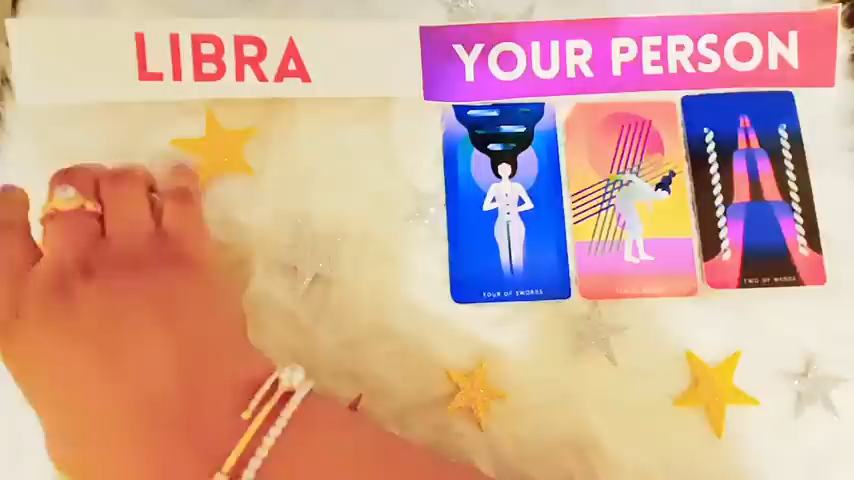 LIBRA
YOUR PERSON
FOUR OF SWORDS
TWO OF WANDS